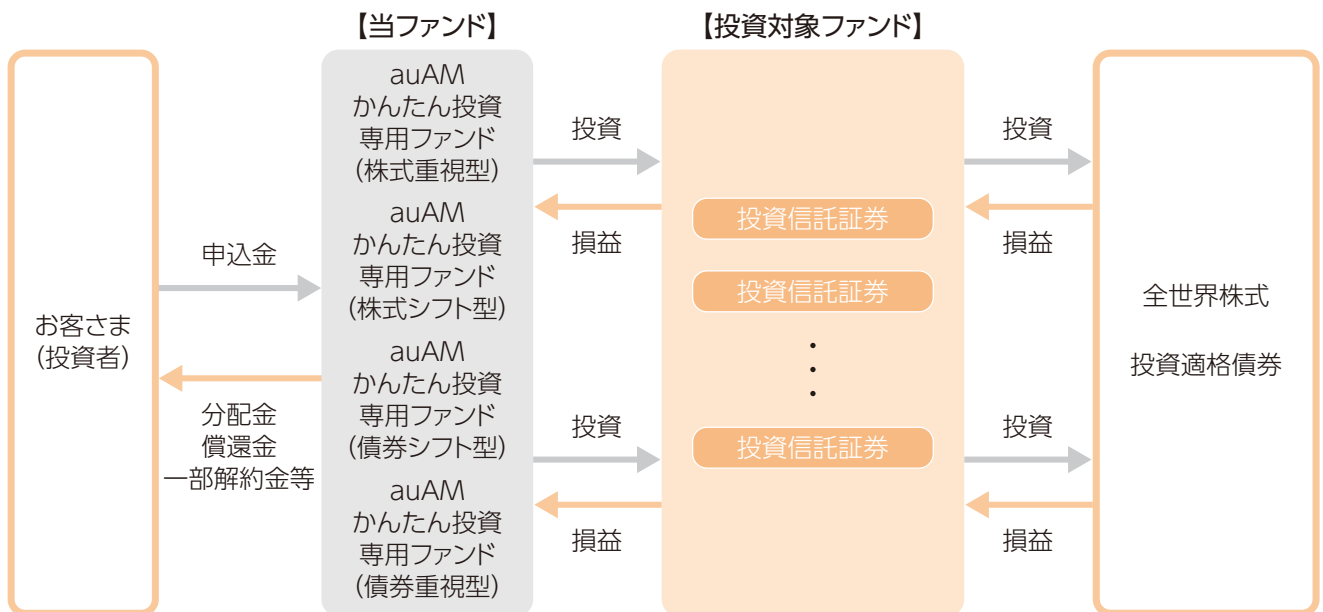 【当ファンド】
【投資対象ファンド】
お客さま
(投資者)
申込金
分配金
償還金
一部解約金等
auAM
かんたん投資
専用ファンド
(株式重視型)
auAM
かんたん投資
専用ファンド
(株式シフト型)
auAM
かんたん投資
専用ファンド
(債券シフト型)
auAM
かんたん投資
専用ファンド
(債券重視型)
投資
損益
投資
損益
投資信託証券
投資信託証券
・
・
・
投資信託証券
投資
損益
投資
損益
全世界株式
投資適格債券